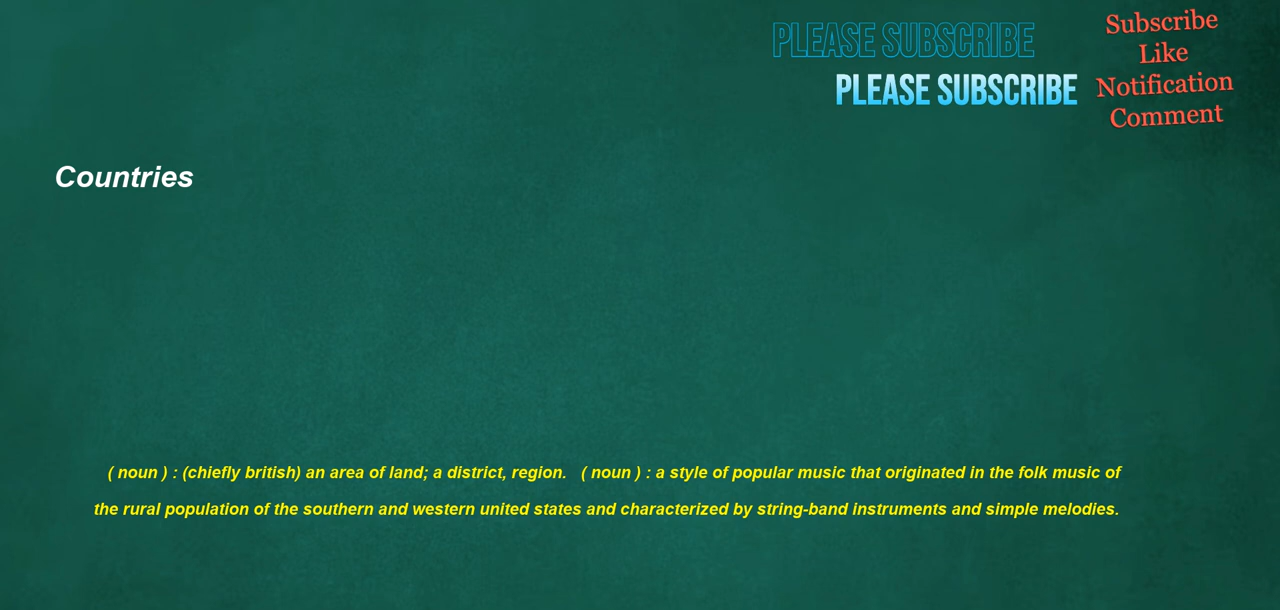 PLEASE SUBSCRIBE
PLEASE SUBSCRIBE
Subscribe
Like
Notification
Comment
Countries
( noun ) : (chiefly british) an area of land; a district, region.   ( noun ) : a style of popular music that originated in the folk music of
the rural population of the southern and western united states and characterized by string-band instruments and simple melodies.